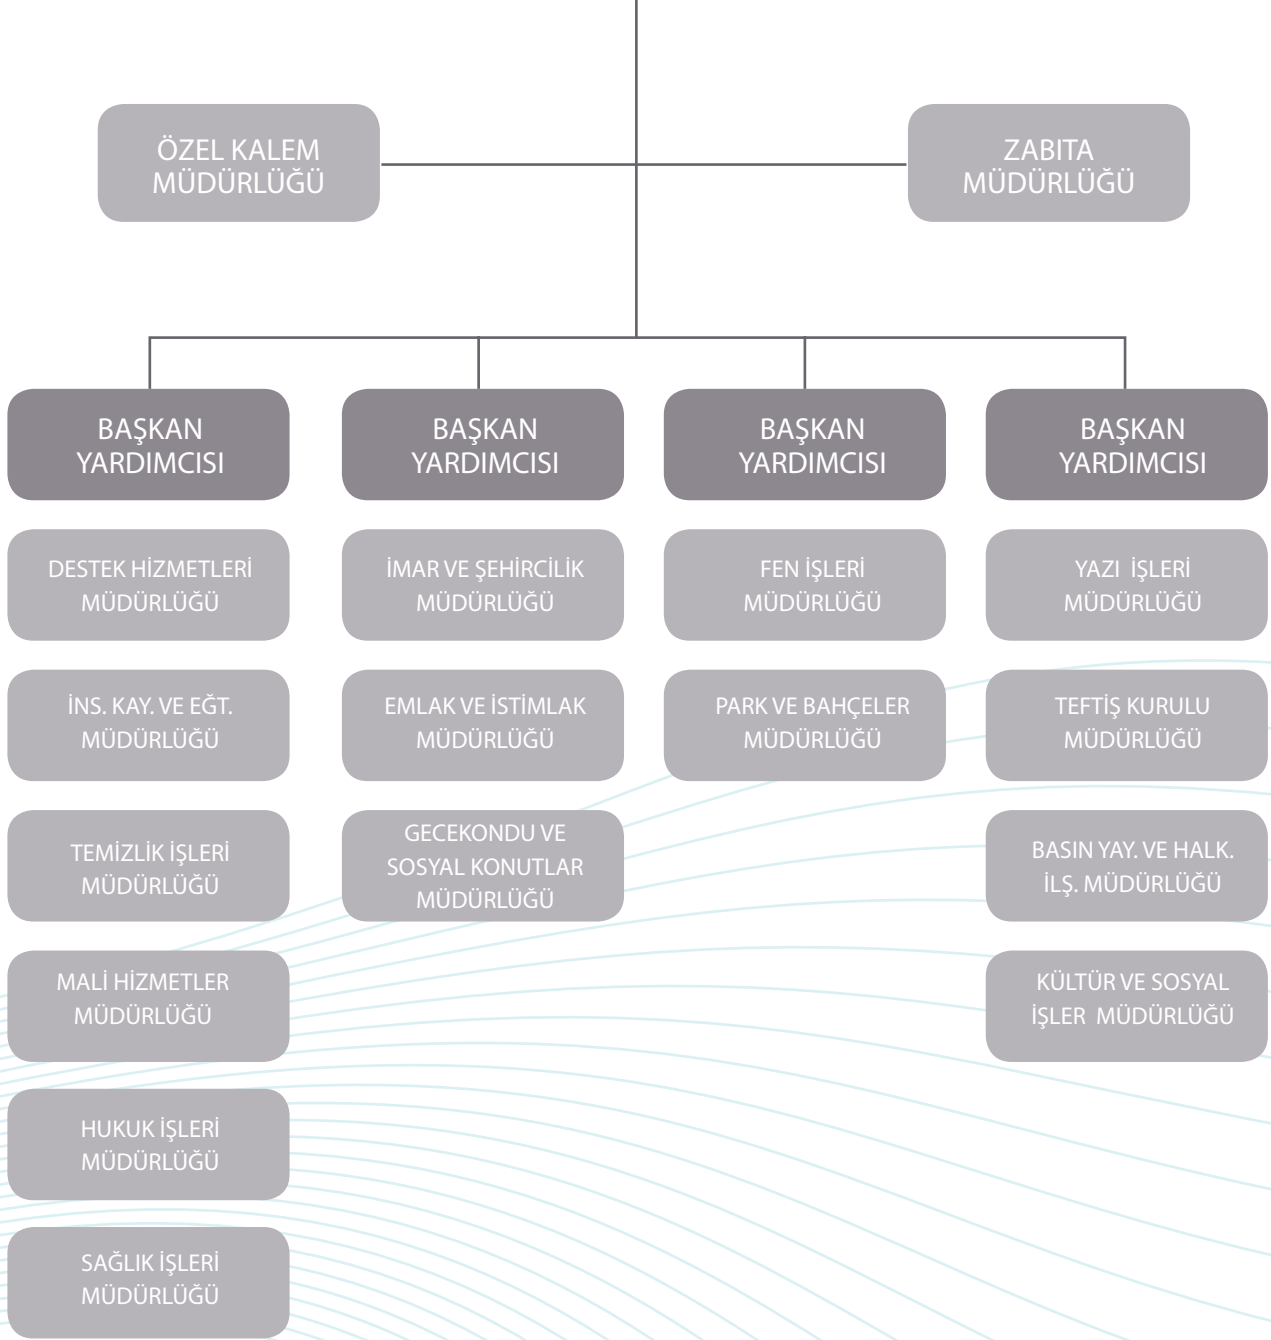 ÖZEL KALEM
MÜDÜRLÜĞÜ
ZABITA
MÜDÜRLÜĞÜ
BAŞKAN
YARDIMCISI
DESTEK HİZMETLERİ
MÜDÜRLÜĞÜ
İNS. KAY. VE EĞT.
MÜDÜRLÜĞÜ
TEMİZLİK İŞLERİ
MÜDÜRLÜĞÜ
MALİ HİZMETLER
MÜDÜRLÜĞÜ
HUKUK İŞLERİ
MÜDÜRLÜĞÜ
SAĞLIK İŞLERİ
MÜDÜRLÜĞÜ
BAŞKAN
YARDIMCISI
İMAR VE ŞEHİRCİLİK
MÜDÜRLÜĞÜ
EMLAK VE İSTİMLAK
MÜDÜRLÜĞÜ
GECEKONDU VE
SOSYAL KONUTLAR
MÜDÜRLÜĞÜ
BAŞKAN
YARDIMCISI
FEN İŞLERİ
MÜDÜRLÜĞÜ
PARK VE BAHÇELER
MÜDÜRLÜĞÜ
BAŞKAN
YARDIMCISI
YAZI İŞLERİ
MÜDÜRLÜĞÜ
TEFTİŞ KURULU
MÜDÜRLÜĞÜ
BASIN YAY. VE HALK.
İLŞ. MÜDÜRLÜĞÜ
KÜLTÜR VE SOSYAL
İŞLER MÜDÜRLÜĞÜ